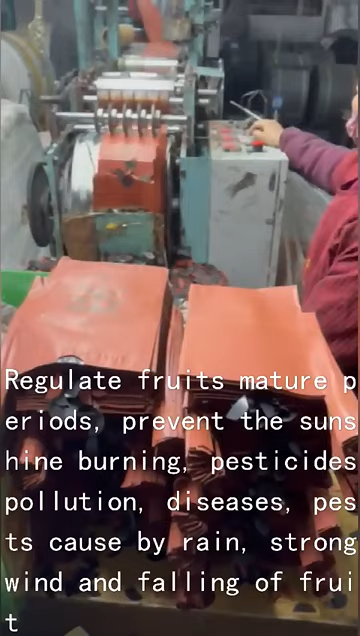 Regulate fruits mature p
eriods, prevent the suns
hine burning, pesticides
pollution, diseases, pes
ts cause by rain, strong
wind and falling of frui
t